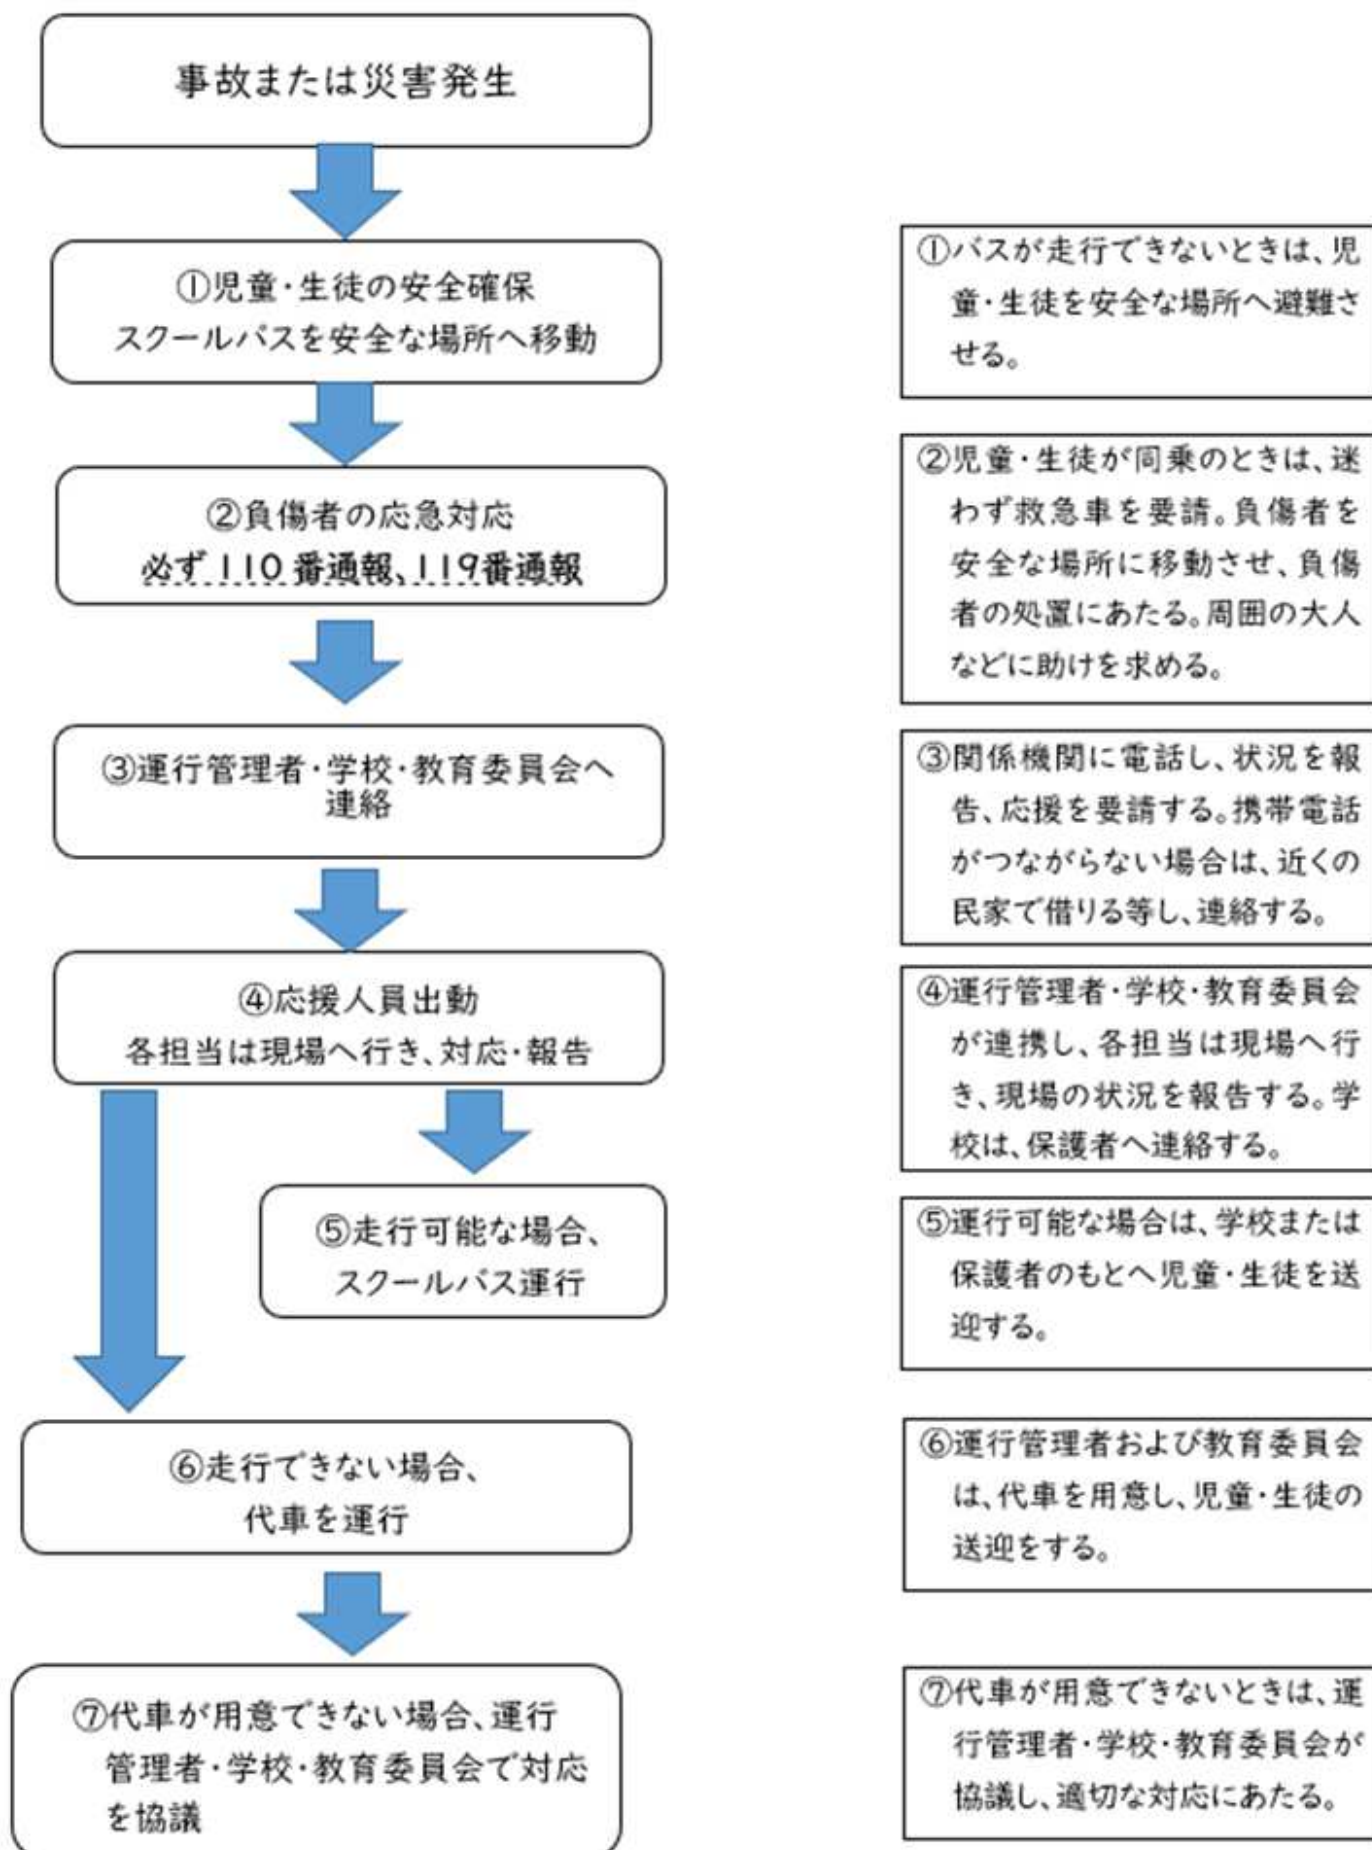 事故または災害発生
①児童・生徒の安全確保
スクールバスを安全な場所へ移動
②負傷者の応急対応
必ず110番通報、119番通報
③運行管理者・学校・教育委員会へ
連絡
④応援人員出動
各担当は現場へ行き、対応・報告
⑤走行可能な場合、
スクールバス運行
⑥走行できない場合、
代車を運行
⑦代車が用意できない場合、運行
管理者・学校・教育委員会で対応
を協議
①バスが走行できないときは、児
童・生徒を安全な場所へ避難さ
せる。
②児童・生徒が同乗のときは、迷
わず救急車を要請。負傷者を
安全な場所に移動させ、負傷
者の処置にあたる。周囲の大人
などに助けを求める。
③関係機関に電話し、状況を報
告、応援を要請する。携帯電話
がつながらない場合は、近くの
民家で借りる等し、連絡する。
④運行管理者・学校・教育委員会
が連携し、各担当は現場へ行
き、現場の状況を報告する。学
校は、保護者へ連絡する。
⑤運行可能な場合は、学校または
保護者のもとへ児童・生徒を送
迎する。
⑥運行管理者および教育委員会
は、代車を用意し、児童・生徒の
送迎をする。
⑦代車が用意できないときは、運
行管理者・学校・教育委員会が
協議し、適切な対応にあたる。